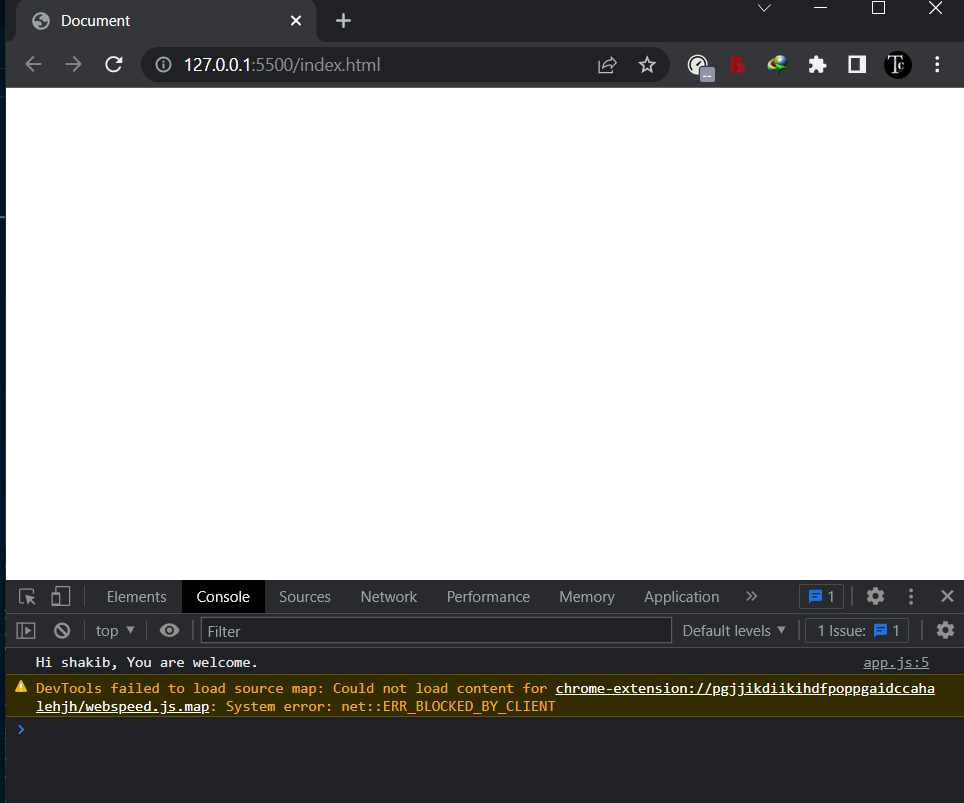 Document
127.0.0.1:5500/index.html
Elements Console Sources Network Performance Memory Application 1
top Filter Default levels 1 Issue: 1
Hi shakib, You are welcome. app.js:5
DevTools failed to load source map: Could not load content for chrome-extension://pgjjikdiikihdfpoppgaidccaha
lehjh/webspeed.js.map: System error: net::ERR_BLOCKED_BY_CLIENT